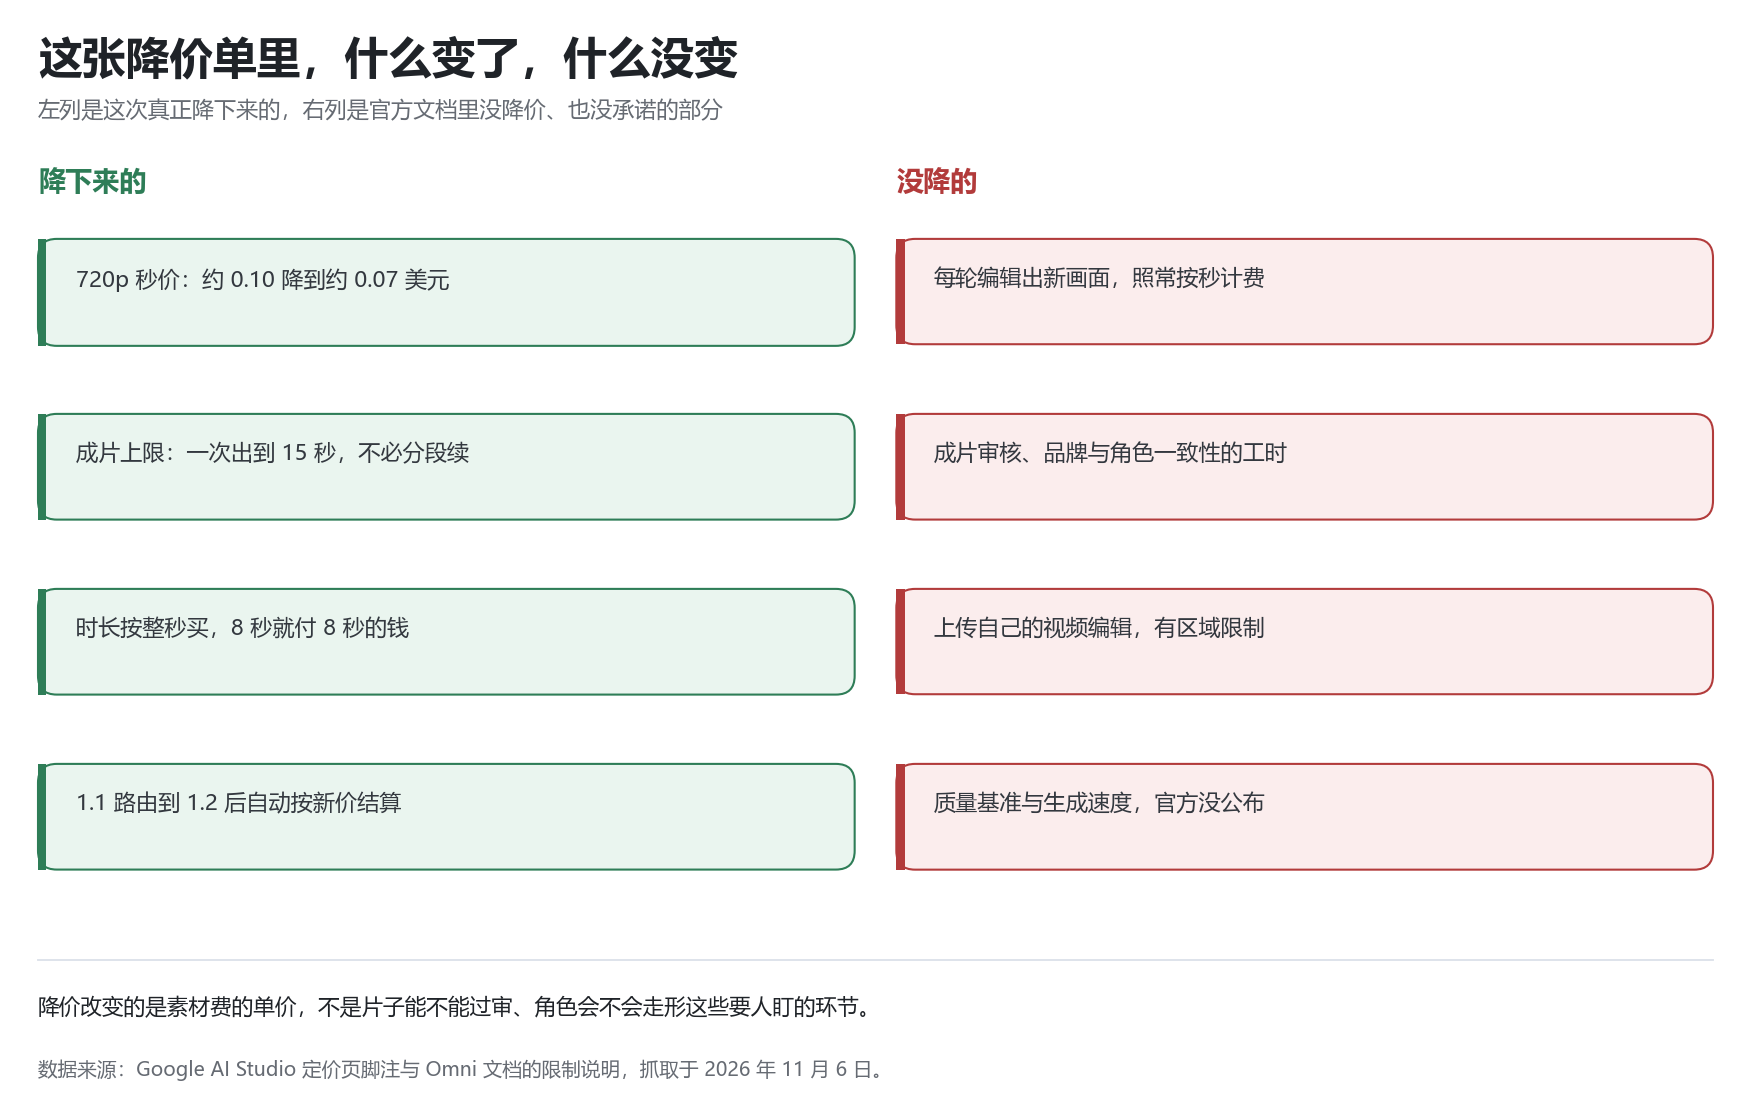 这张降价单里，什么变了，什么没变
左列是这次真正降下来的，右列是官方文档里没降价、也没承诺的部分
降下来的
720p 秒价：约 0.10 降到约 0.07 美元
成片上限：一次出到 15 秒，不必分段续
时长按整秒买，8 秒就付 8 秒的钱
1.1 路由到 1.2 后自动按新价结算
没降的
每轮编辑出新画面，照常按秒计费
成片审核、品牌与角色一致性的工时
上传自己的视频编辑，有区域限制
质量基准与生成速度，官方没公布
降价改变的是素材费的单价，不是片子能不能过审、角色会不会走形这些要人盯的环节。
数据来源：Google AI Studio 定价页脚注与 Omni 文档的限制说明，抓取于 2026 年 11 月 6 日。